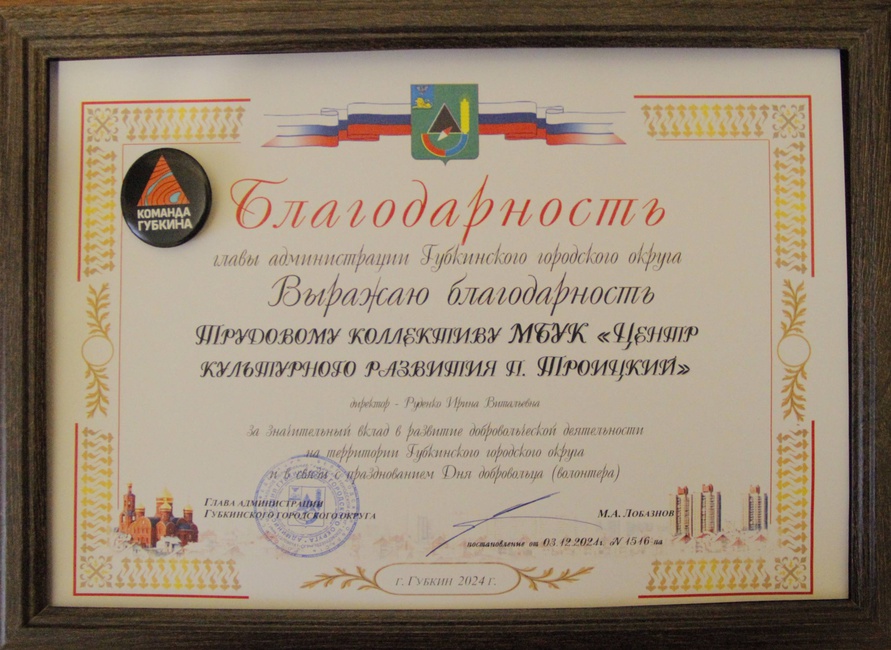 КОМАНДА
ГУБКИНА
Благодарность
главы администрации Губкинского городского округа
Выражаю благодарность
Трудовому коллективу МБУК «Центр
культурного развития п. Троицкий»
директор - Руденко Ирина Витальевна
за значительный вклад в развитие добровольческой деятельности
на территории Губкинского городского округа
и в связи с празднованием Дня добровольца (волонтера)
Глава администрации
Губкинского городского округа
М.А. Лобазнов
постановление от 03.12.2024г. N 1546-па
г. Губкин 2024 г.